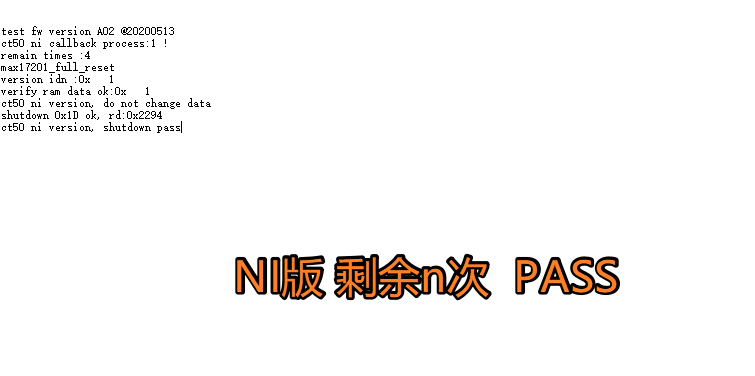 test fw version A02 @20200513
ct50 ni callback process:1 !
remain times :4
max17201_full_reset
version idn :0x   1
verify ram data ok:0x   1
ct50 ni version, do not change data
shutdown 0x1D ok, rd:0x2294
ct50 ni version, shutdown pass
NI版 剩余n次  PASS